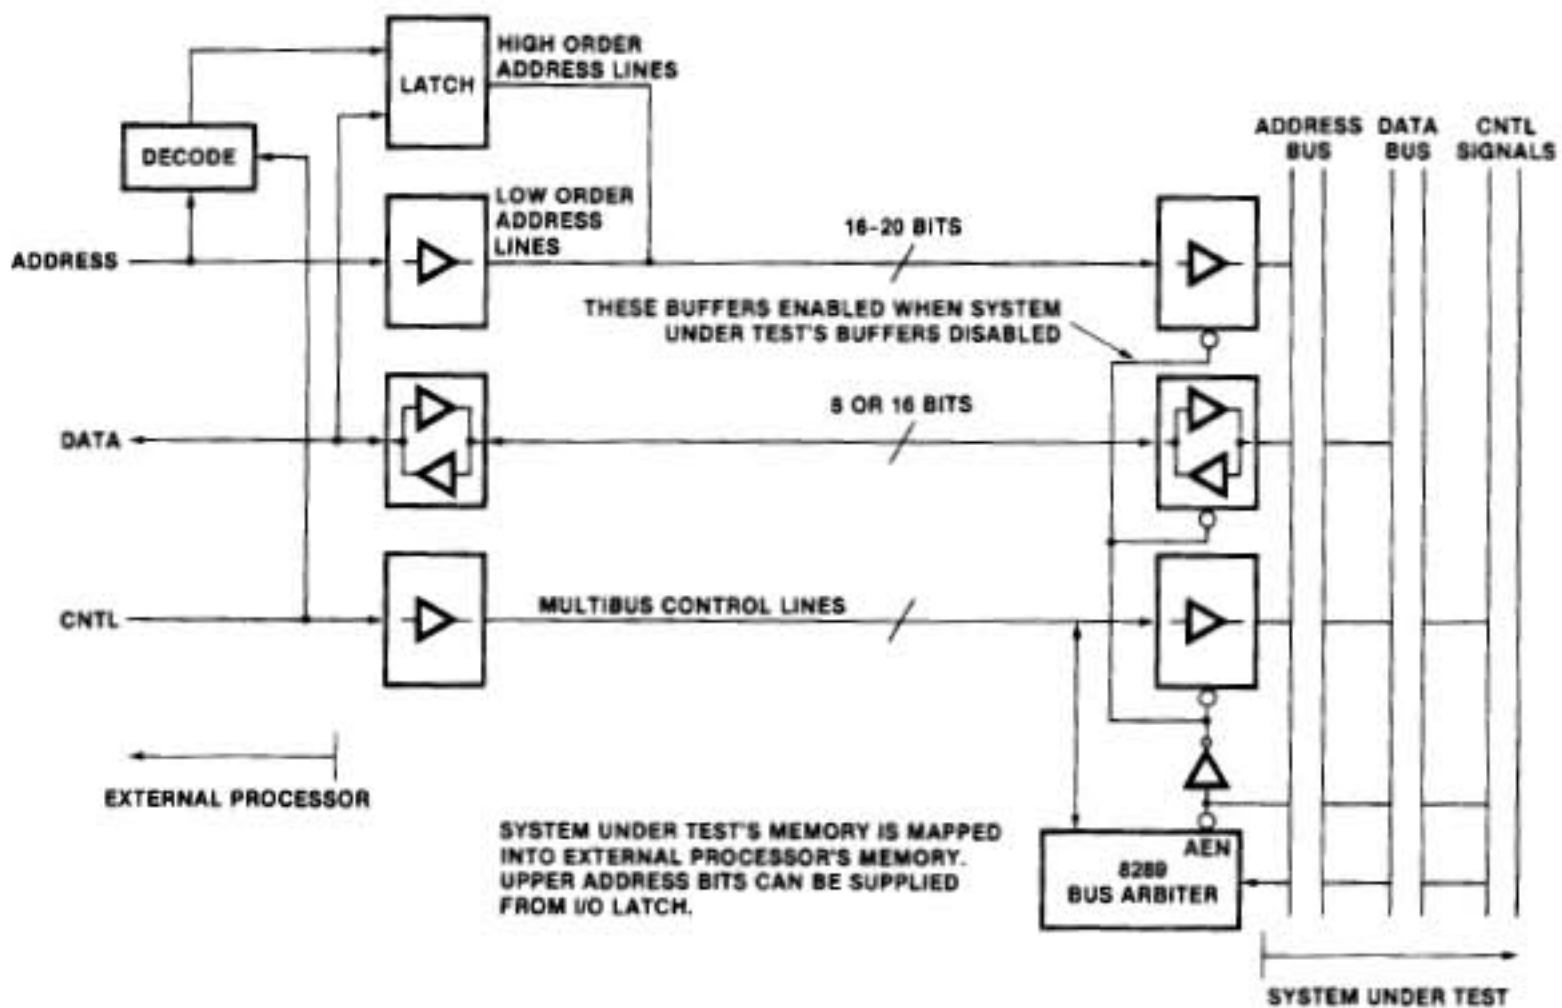 HIGH ORDER
ADDRESS LINES
LATCH
DECODE
ADDRESS
BUS
DATA
BUS
CNTL
SIGNALS
LOW ORDER
ADDRESS
LINES
16-20 BITS
ADDRESS
THESE BUFFERS ENABLED WHEN SYSTEM
UNDER TEST'S BUFFERS DISABLED
8 OR 16 BITS
DATA
MULTIBUS CONTROL LINES
CNTL
EXTERNAL PROCESSOR
SYSTEM UNDER TEST'S MEMORY IS MAPPED
INTO EXTERNAL PROCESSOR'S MEMORY.
UPPER ADDRESS BITS CAN BE SUPPLIED
FROM I/O LATCH.
AEN
8289
BUS ARBITER
SYSTEM UNDER TEST